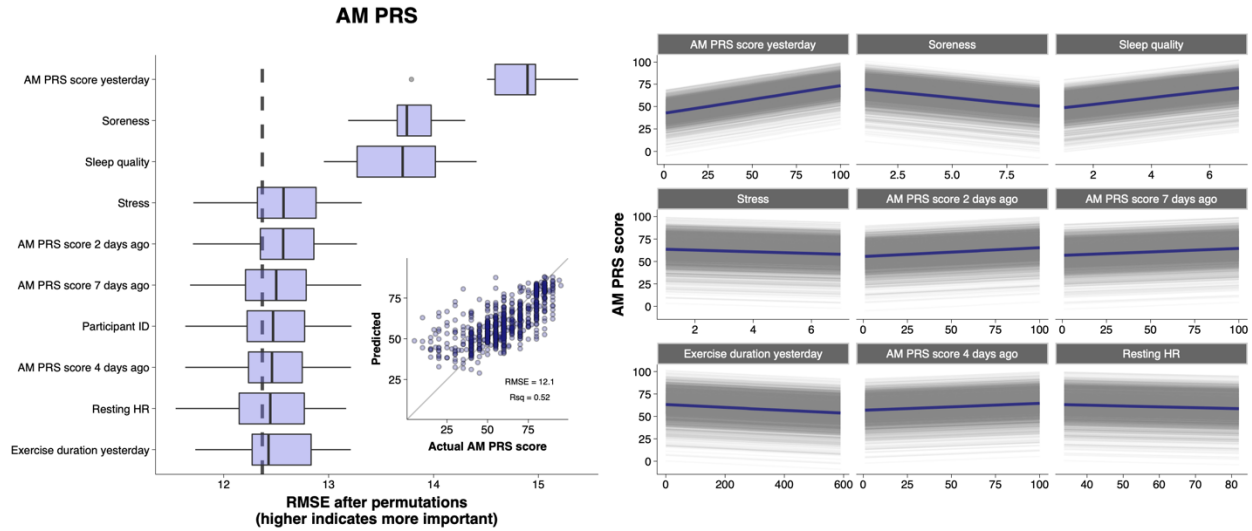 AM PRS
AM PRS score yesterday
Soreness
Sleep quality
Stress
AM PRS score 2 days ago
AM PRS score 7 days ago
Participant ID
AM PRS score 4 days ago
Resting HR
Exercise duration yesterday
12 13 14 15
RMSE after permutations
(higher indicates more important)
Predicted
75
50
25
RMSE = 12.1
Rsq = 0.52
25 50 75
Actual AM PRS score
AM PRS score
AM PRS score yesterday Soreness Sleep quality
100
75
50
25
0
0 25 50 75 100 2.5 5.0 7.5 2 4 6
Stress AM PRS score 2 days ago AM PRS score 7 days ago
100
75
50
25
0
2 4 6 0 25 50 75 100 0 25 50 75 100
Exercise duration yesterday AM PRS score 4 days ago Resting HR
100
75
50
25
0
0 200 400 600 0 25 50 75 100 40 50 60 70 80